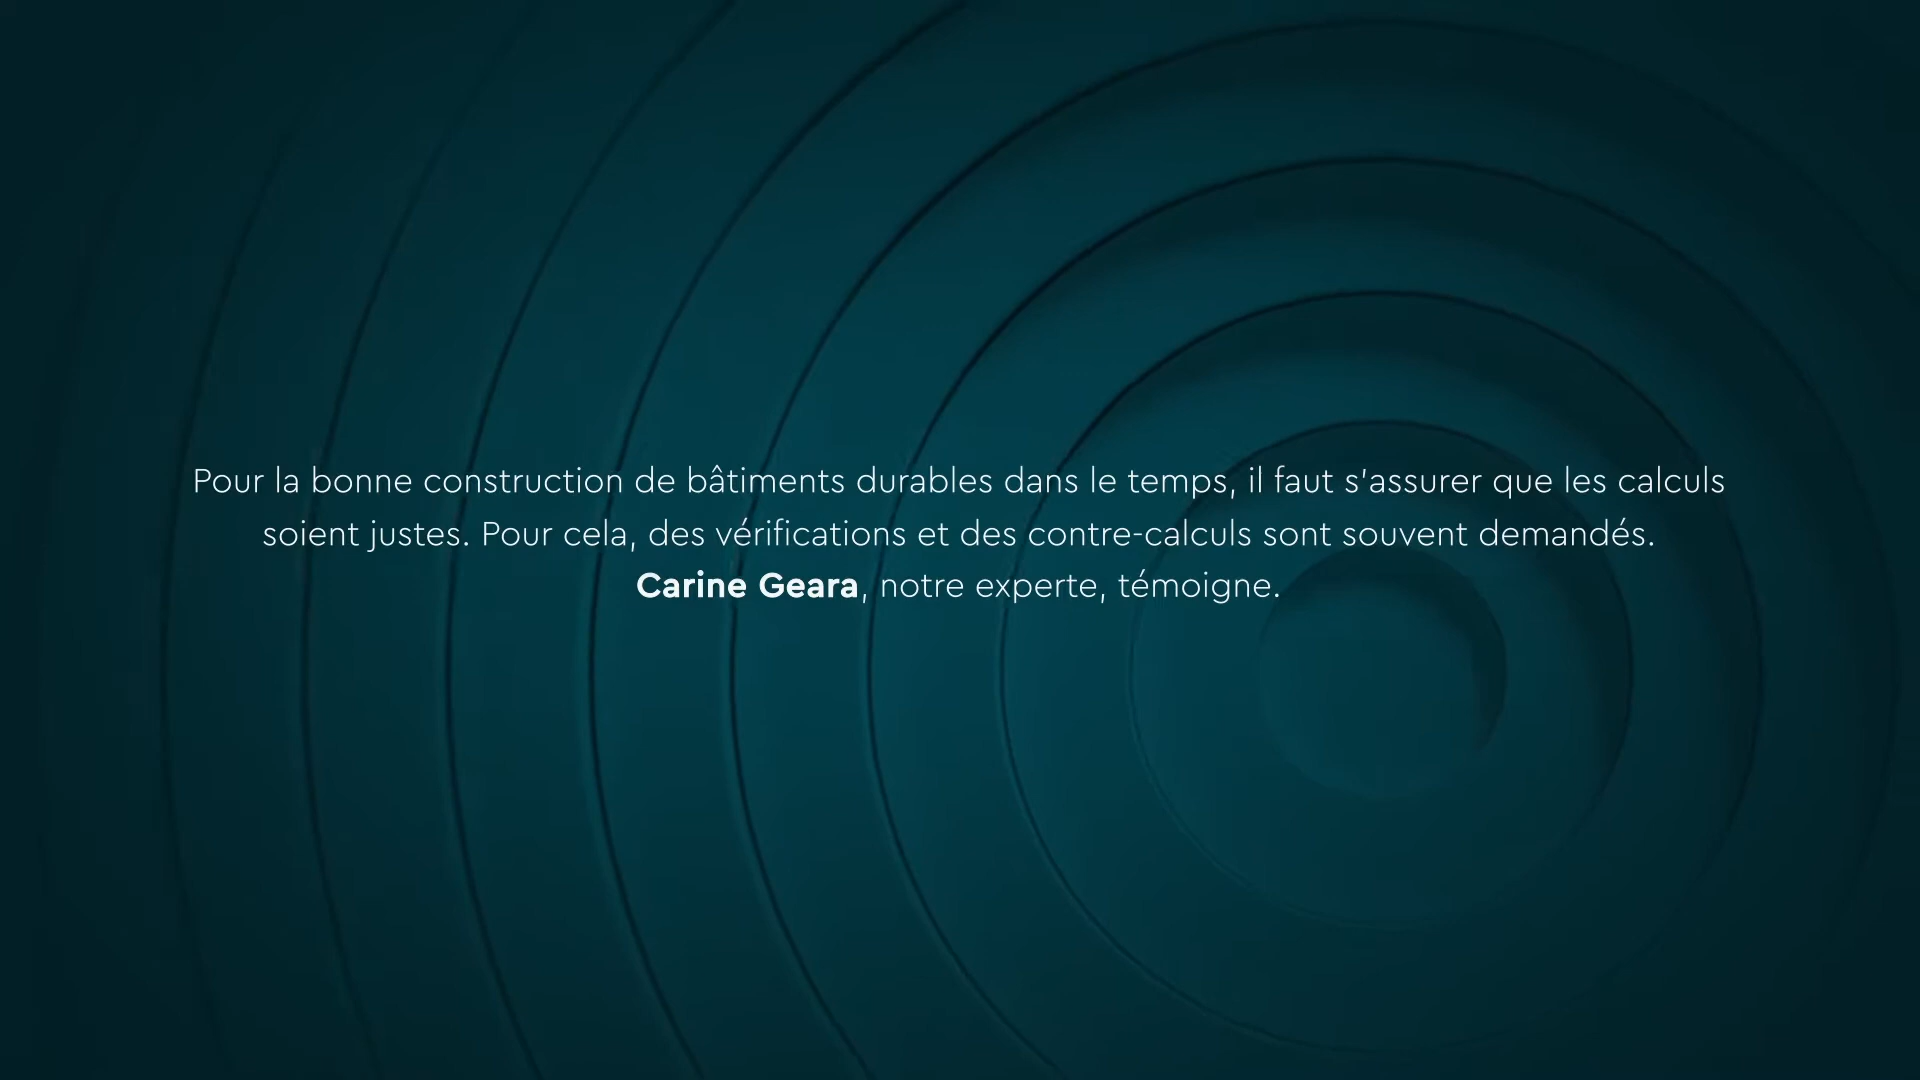 Pour la bonne construction de bâtiments durables dans le temps, il faut s'assurer que les calculs
soient justes. Pour cela, des vérifications et des contre-calculs sont souvent demandés.
Carine Geara, notre experte, témoigne.